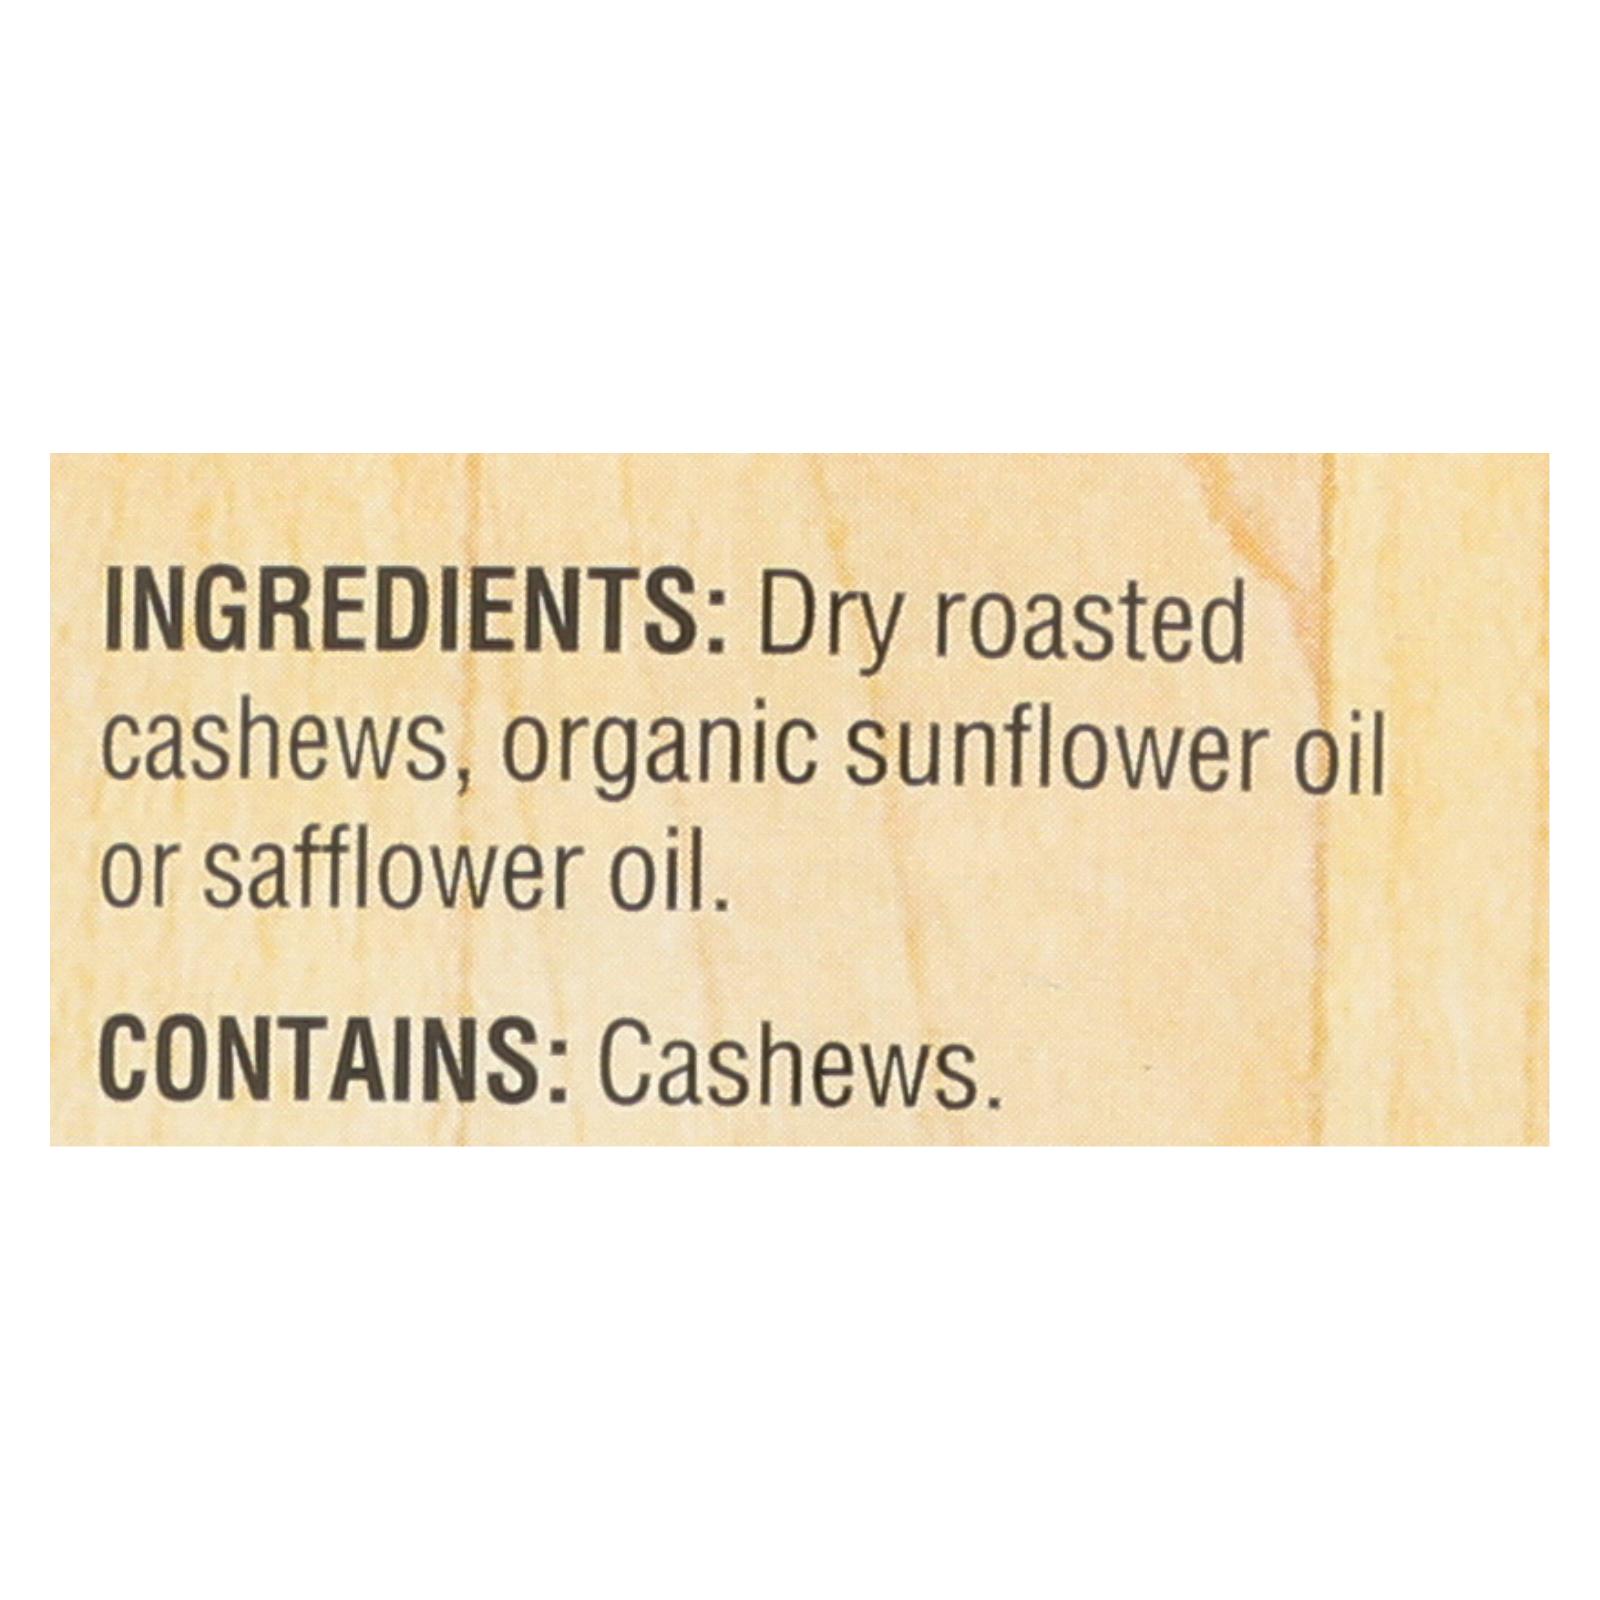 INGREDIENTS: Dry roasted
cashews, organic sunflower oil
or safflower oil.
CONTAINS: Cashews.